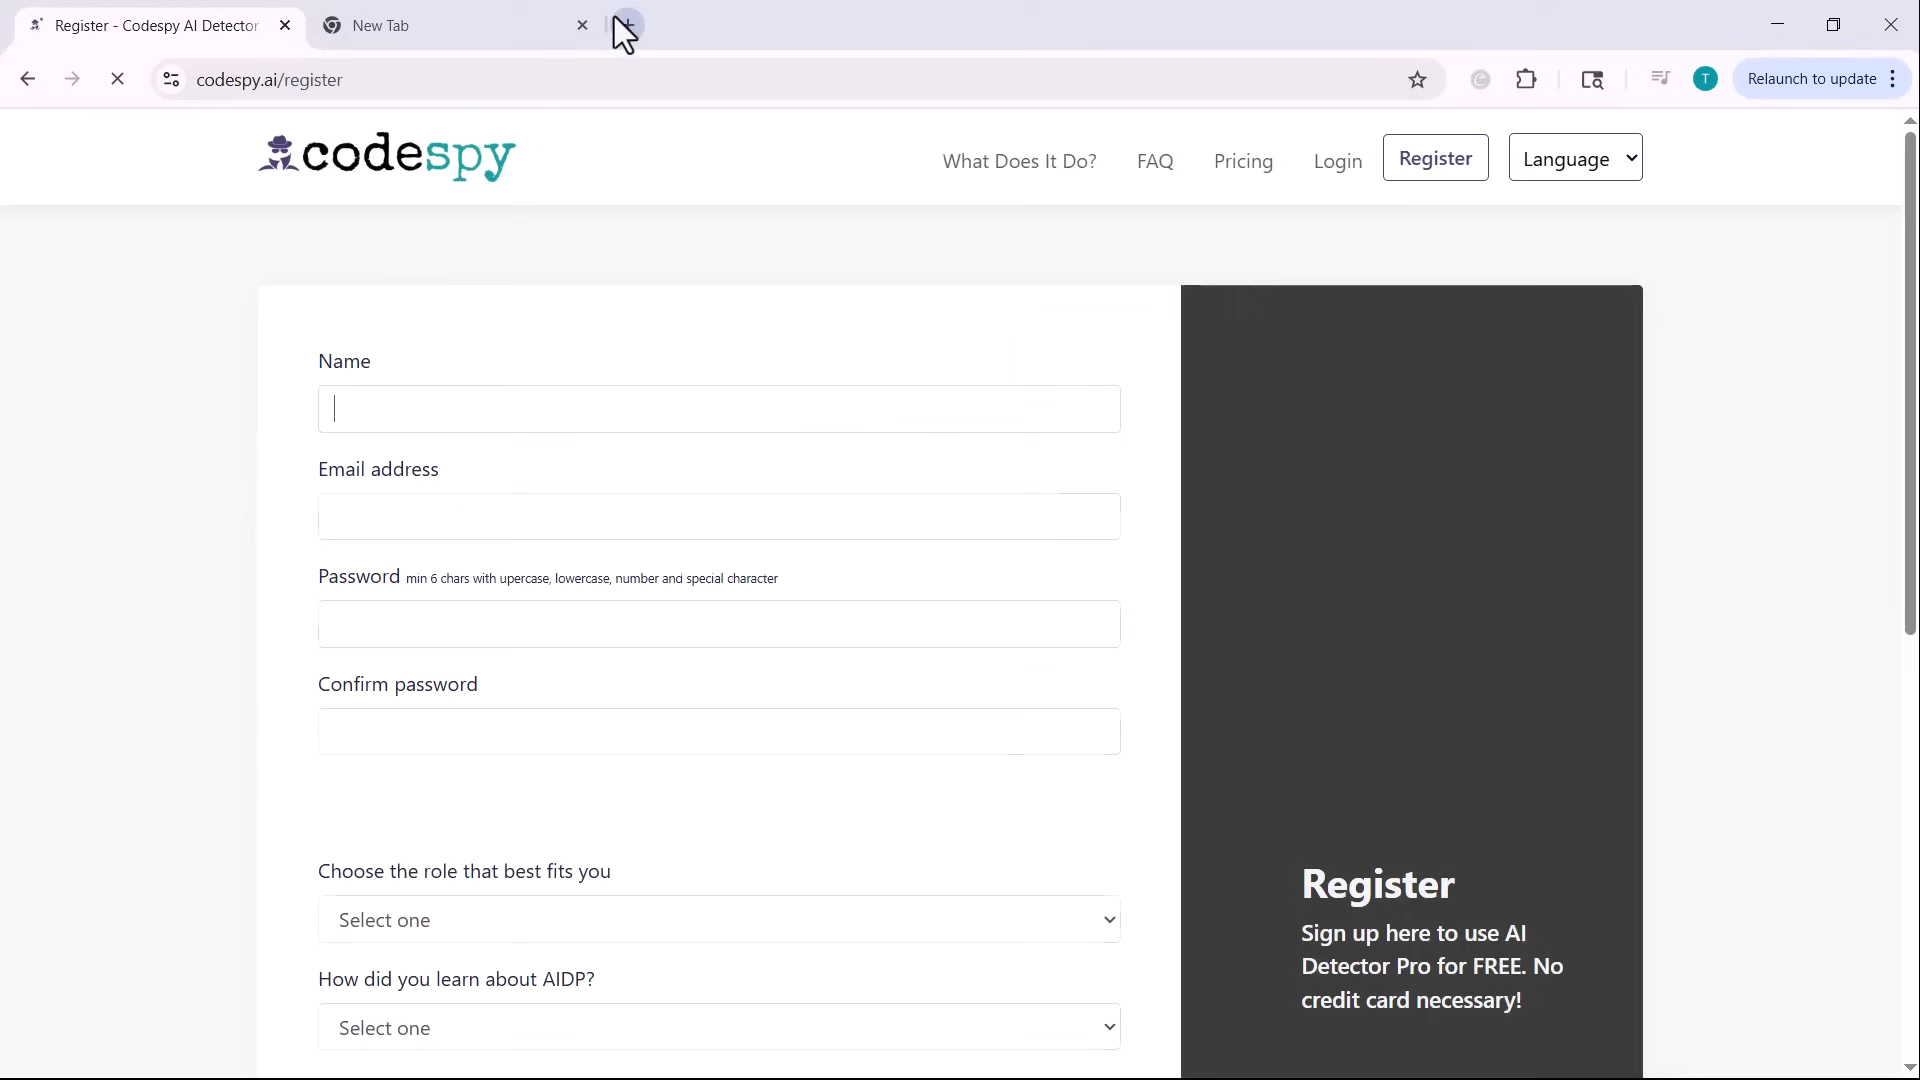 Register - Codespy AI Detector
New Tab
codespy.ai/register
T
Relaunch to update
codespy
What Does It Do?
FAQ
Pricing
Login
Register
Language
Name
Email address
Password min 6 chars with upercase, lowercase, number and special character
Confirm password
Choose the role that best fits you
Select one
How did you learn about AIDP?
Select one
Register
Sign up here to use AI
Detector Pro for FREE. No
credit card necessary!